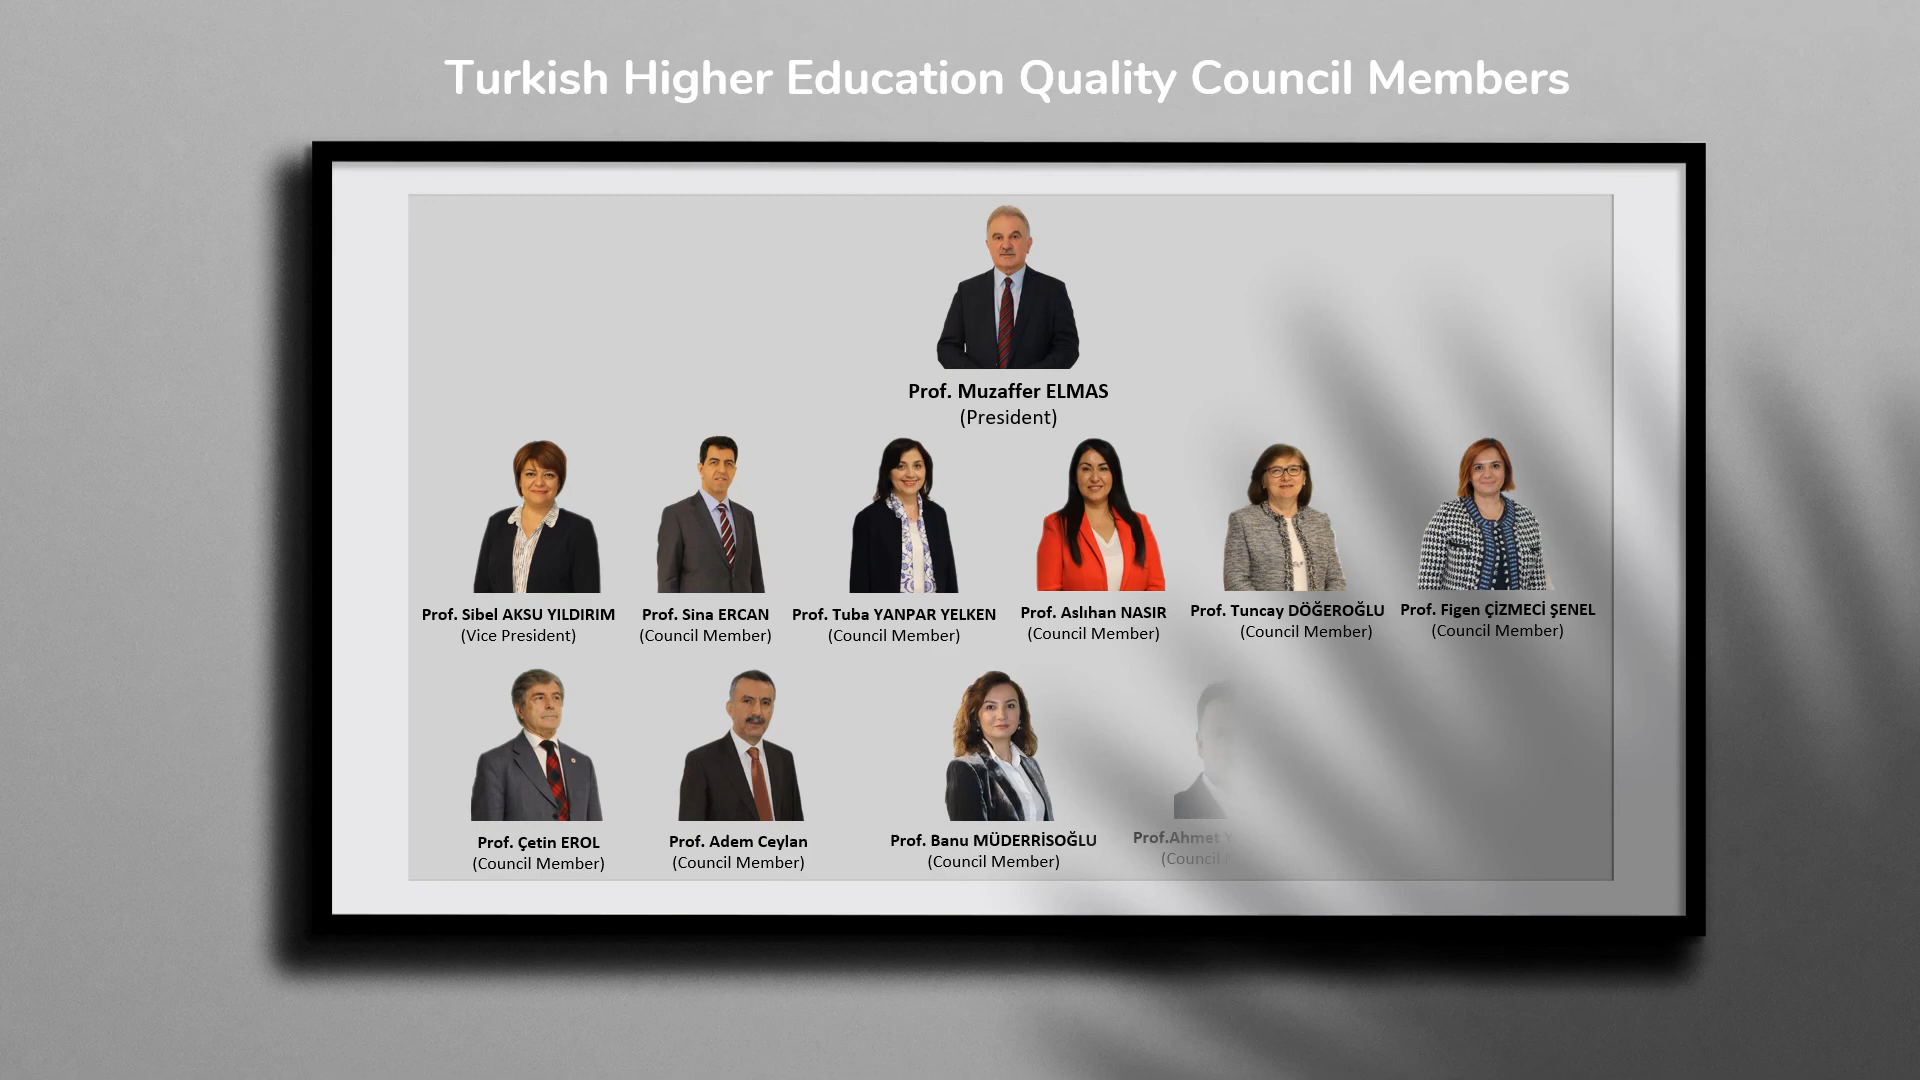 Turkish Higher Education Quality Council Members
Prof. Muzaffer ELMAS
(President)
Prof. Sibel AKSU YILDIRIM
(Vice President)
Prof. Sina ERCAN
(Council Member)
Prof. Tuba YANPAR YELKEN
(Council Member)
Prof. Aslıhan NASIR
(Council Member)
Prof. Tuncay DÖĞEROĞLU
(Council Member)
Prof. Figen ÇİZMECİ ŞENEL
(Council Member)
Prof. Çetin EROL
(Council Member)
Prof. Adem Ceylan
(Council Member)
Prof. Banu MÜDERRİSOĞLU
(Council Member)
Prof.Ahmet
(Council